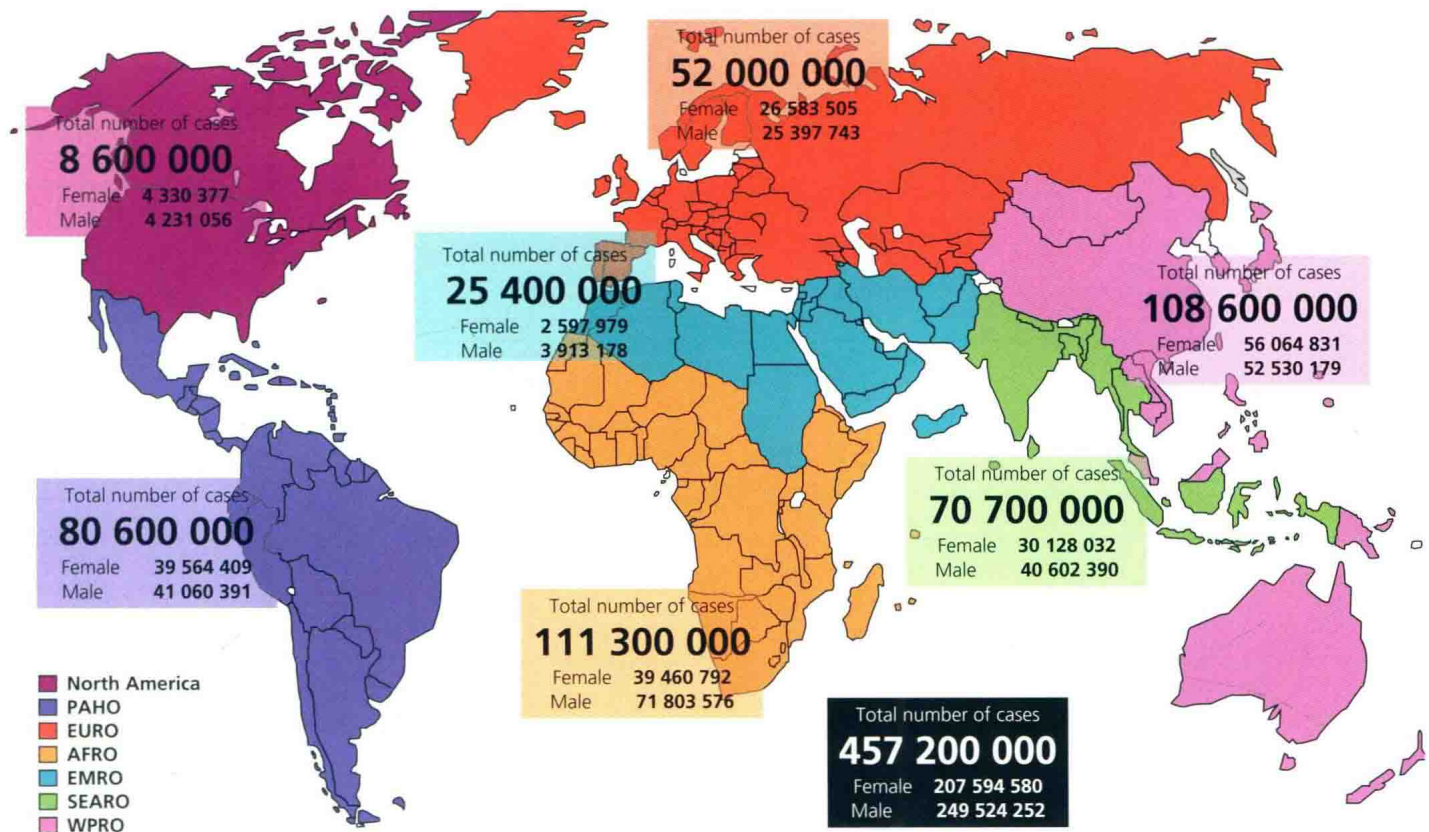 Total number of cases
8 600 000
Female 4 330 377
Male 4 231 056
Total number of cases
52 000 000
Female 26 583 505
Male 25 397 743
Total number of cases
25 400 000
Female 2 597 979
Male 3 913 178
Total number of cases
108 600 000
Female 56 064 831
Male 52 530 179
Total number of cases
80 600 000
Female 39 564 409
Male 41 060 391
Total number of cases
70 700 000
Female 30 128 032
Male 40 602 390
Total number of cases
111 300 000
Female 39 460 792
Male 71 803 576
Total number of cases
457 200 000
Female 207 594 580
Male 249 524 252
North America
PAHO
EURO
AFRO
EMRO
SEARO
WPRO